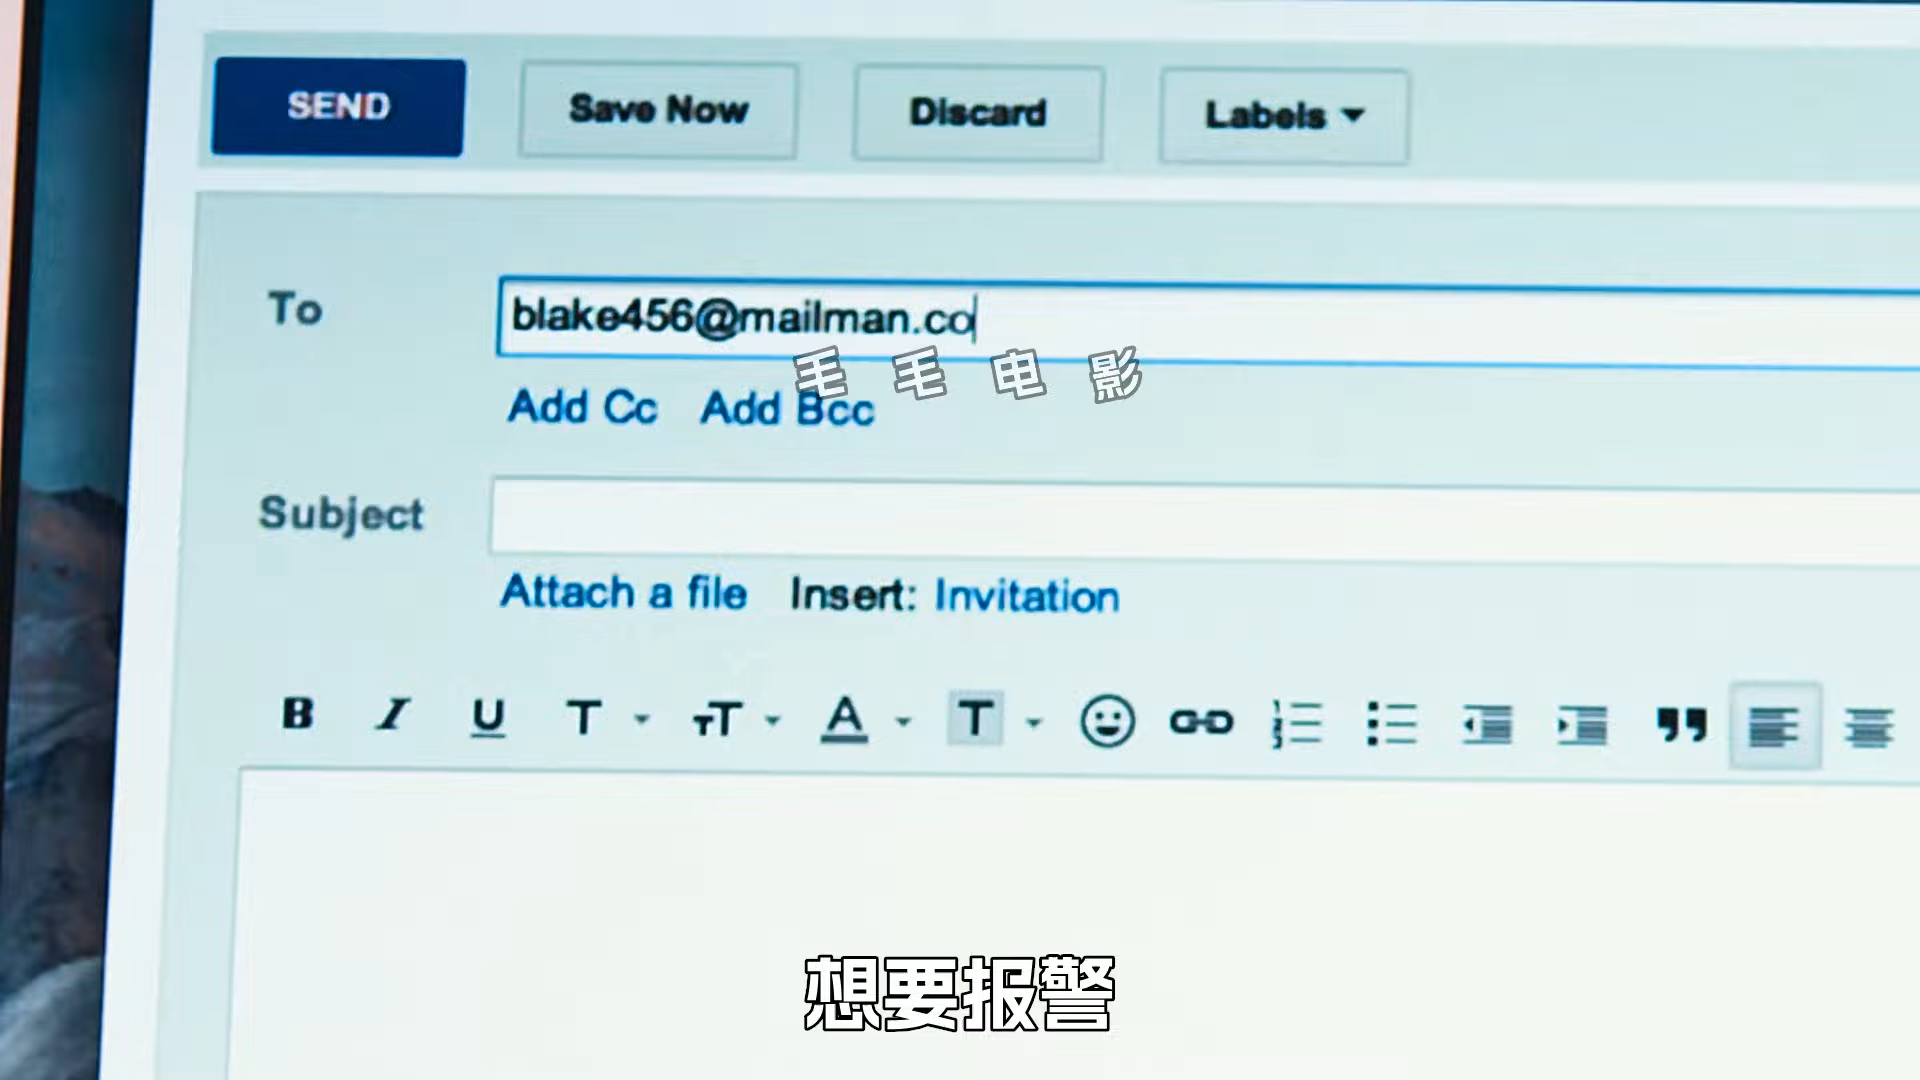 SEND Save Now Discard Labels
To blake456@mailman.co
毛毛电影
Add Cc Add Bcc
Subject
Attach a file Insert: Invitation
B I U T TT A T
想要报警